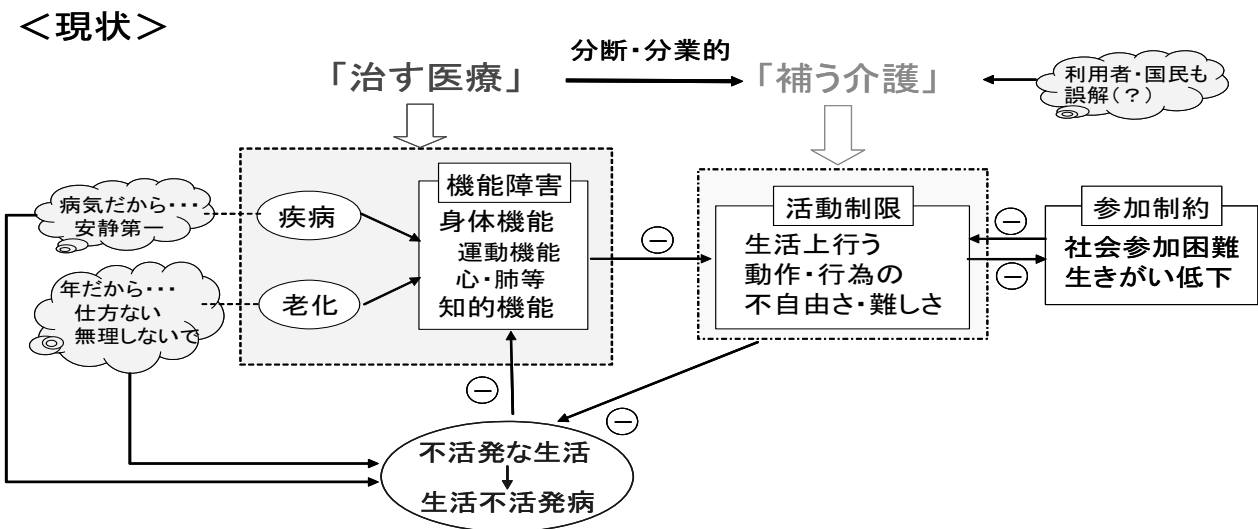 ＜現状＞
分断・分業的
「治す医療」
「補う介護」
利用者・国民も
誤解(？)
病気だから・・・
安静第一
疾病
機能障害
身体機能
運動機能
心・肺等
知的機能
㊀
活動制限
生活上行う
動作・行為の
不自由さ・難しさ
㊀
㊀
参加制約
社会参加困難
生きがい低下
年だから・・・
仕方ない
無理しないで
老化
㊀
㊀
不活発な生活
生活不活発病